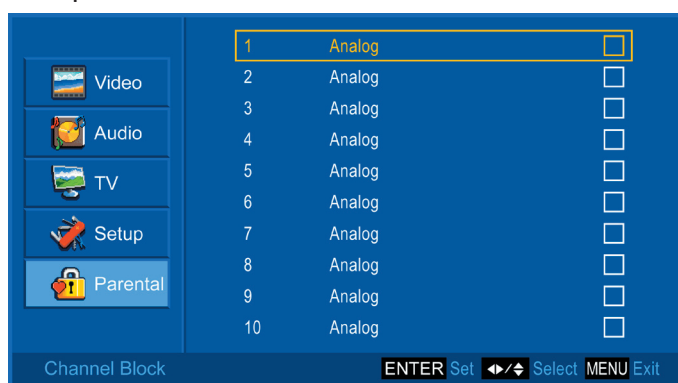 Video
Audio
TV
Setup
Parental
1 Analog
2 Analog
3 Analog
4 Analog
5 Analog
6 Analog
7 Analog
8 Analog
9 Analog
10 Analog
Channel Block ENTER Set Select MENU Exit